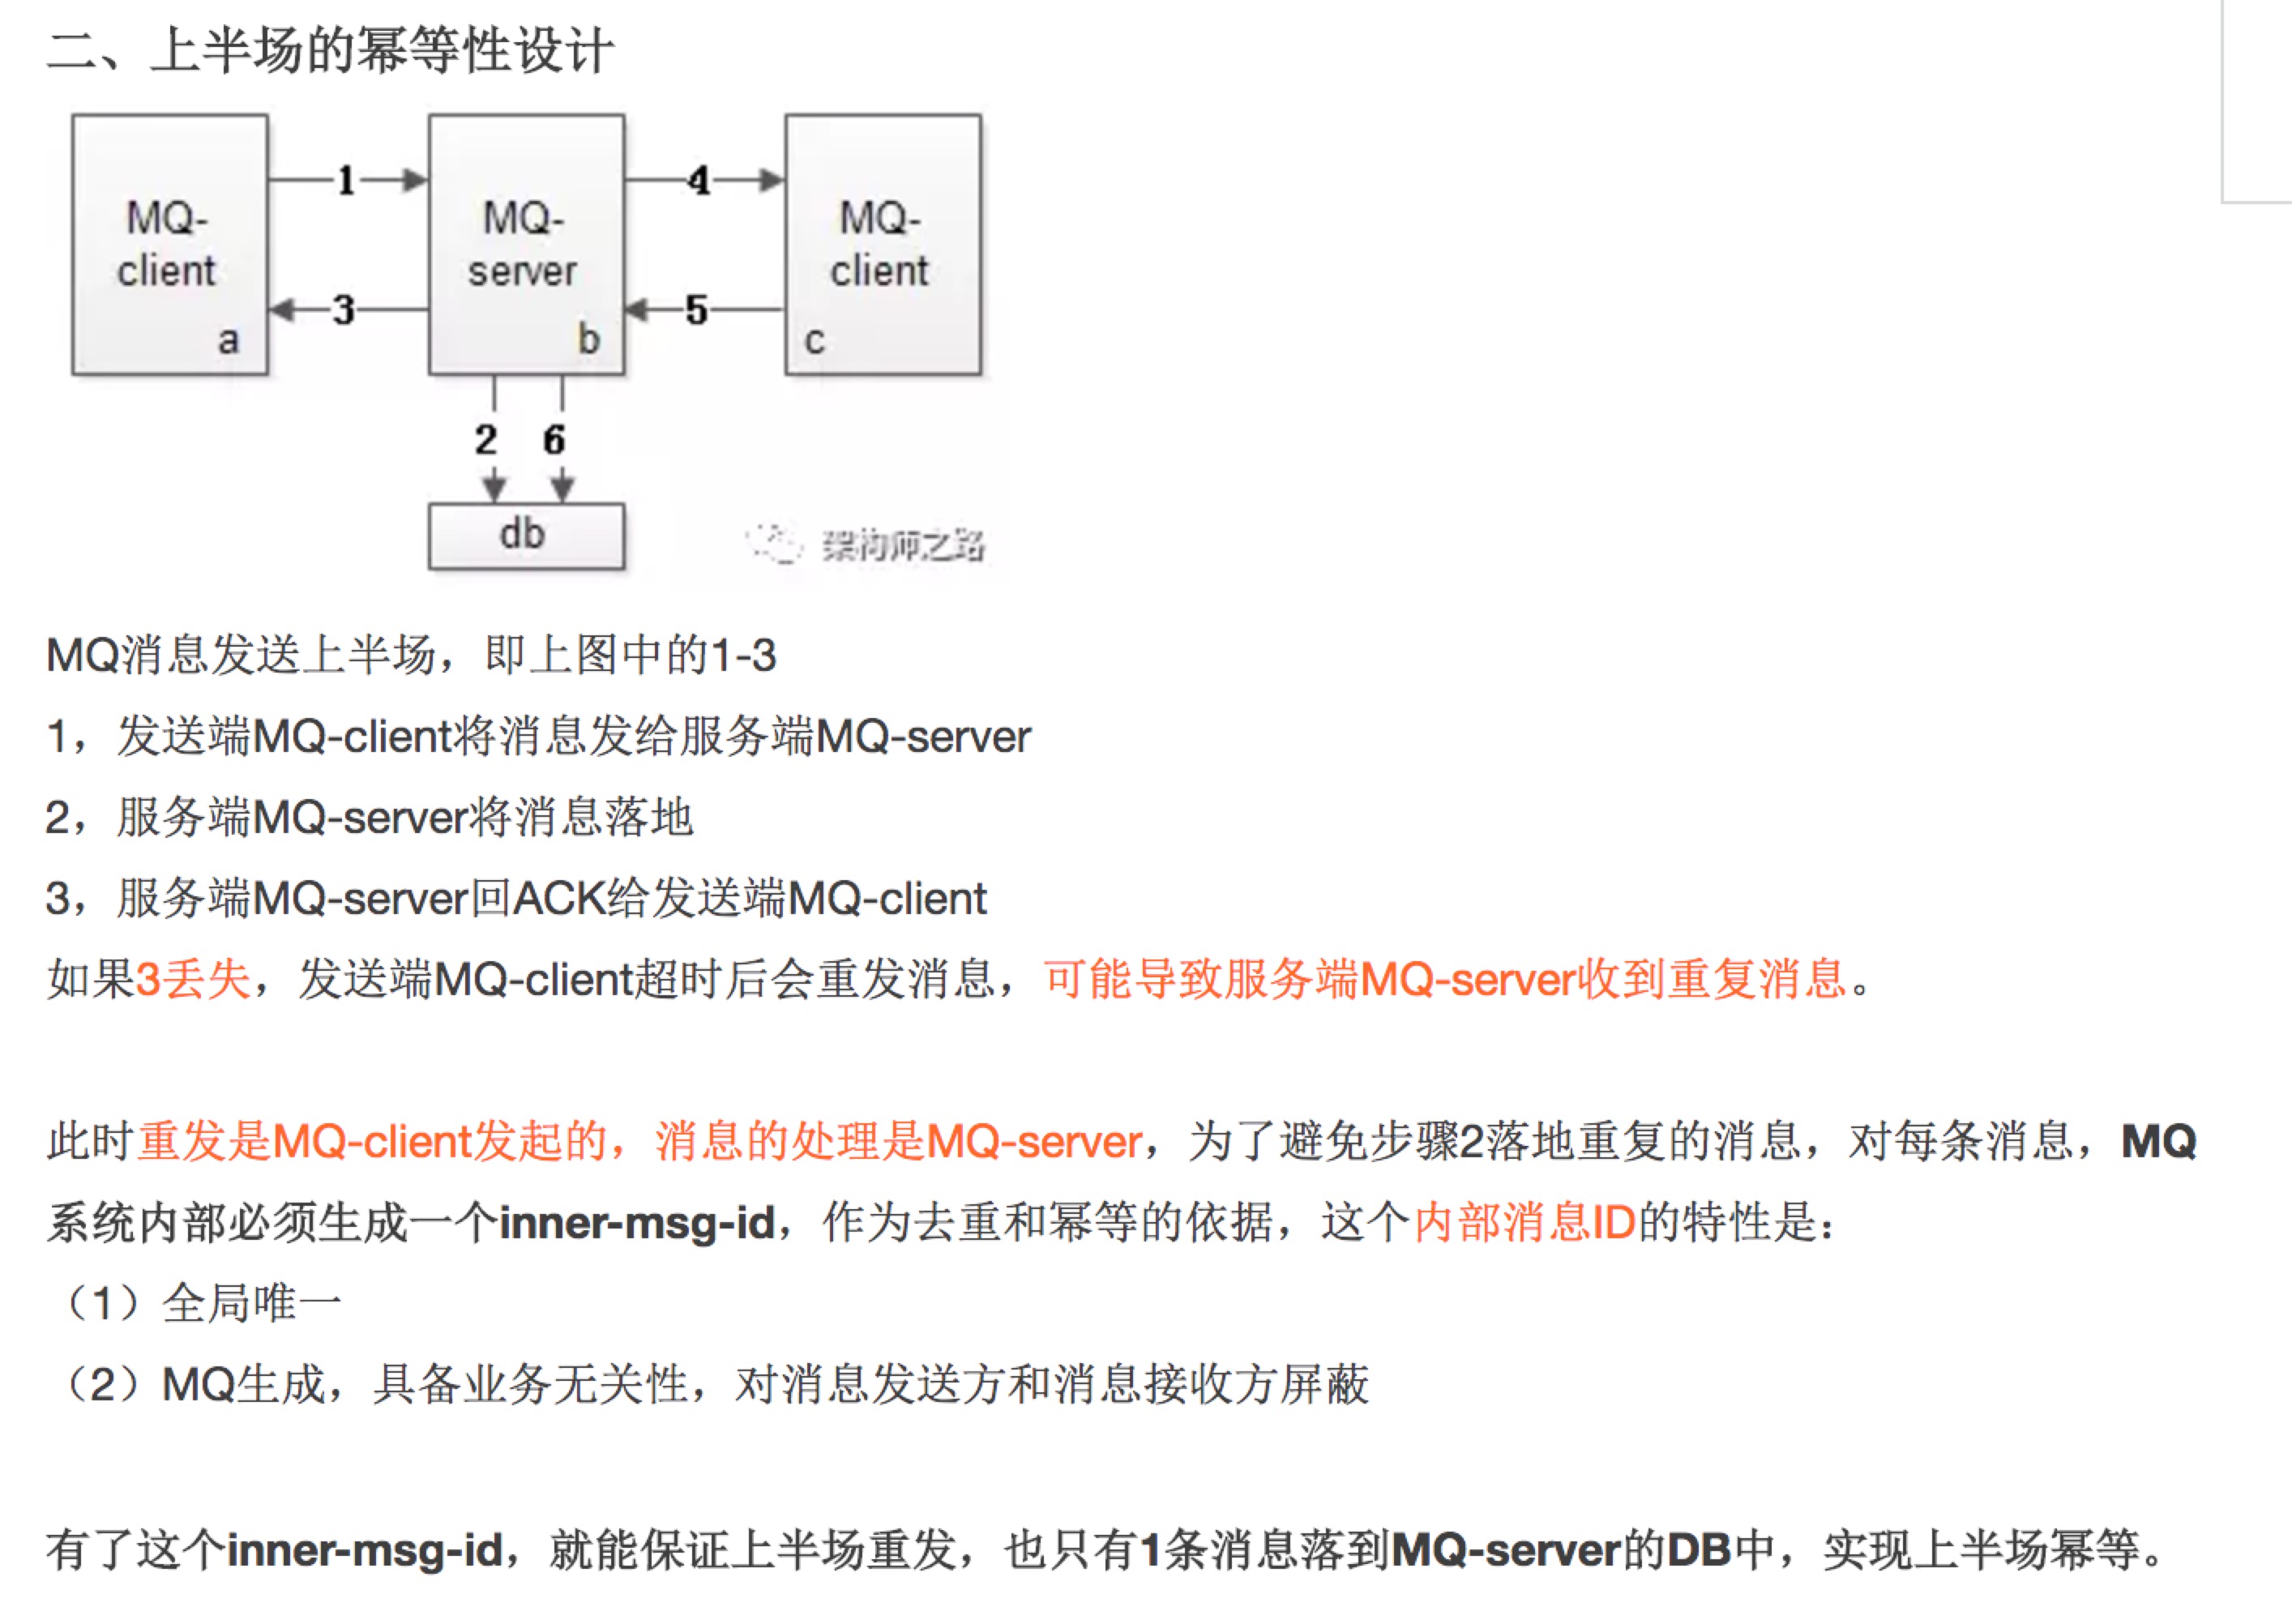 二、上半场的幂等性设计
MQ-
client
a
1
3
MQ-
server
b
4
5
MQ-
client
c
2 6
db
架构师之路
MQ消息发送上半场，即上图中的1-3
1，发送端MQ-client将消息发给服务端MQ-server
2，服务端MQ-server将消息落地
3，服务端MQ-server回ACK给发送端MQ-client
如果3丢失，发送端MQ-client超时后会重发消息，可能导致服务端MQ-server收到重复消息。
此时重发是MQ-client发起的，消息的处理是MQ-server，为了避免步骤2落地重复的消息，对每条消息，MQ
系统内部必须生成一个inner-msg-id，作为去重和幂等的依据，这个内部消息ID的特性是：
（1）全局唯一
（2）MQ生成，具备业务无关性，对消息发送方和消息接收方屏蔽
有了这个inner-msg-id，就能保证上半场重发，也只有1条消息落到MQ-server的DB中，实现上半场幂等。